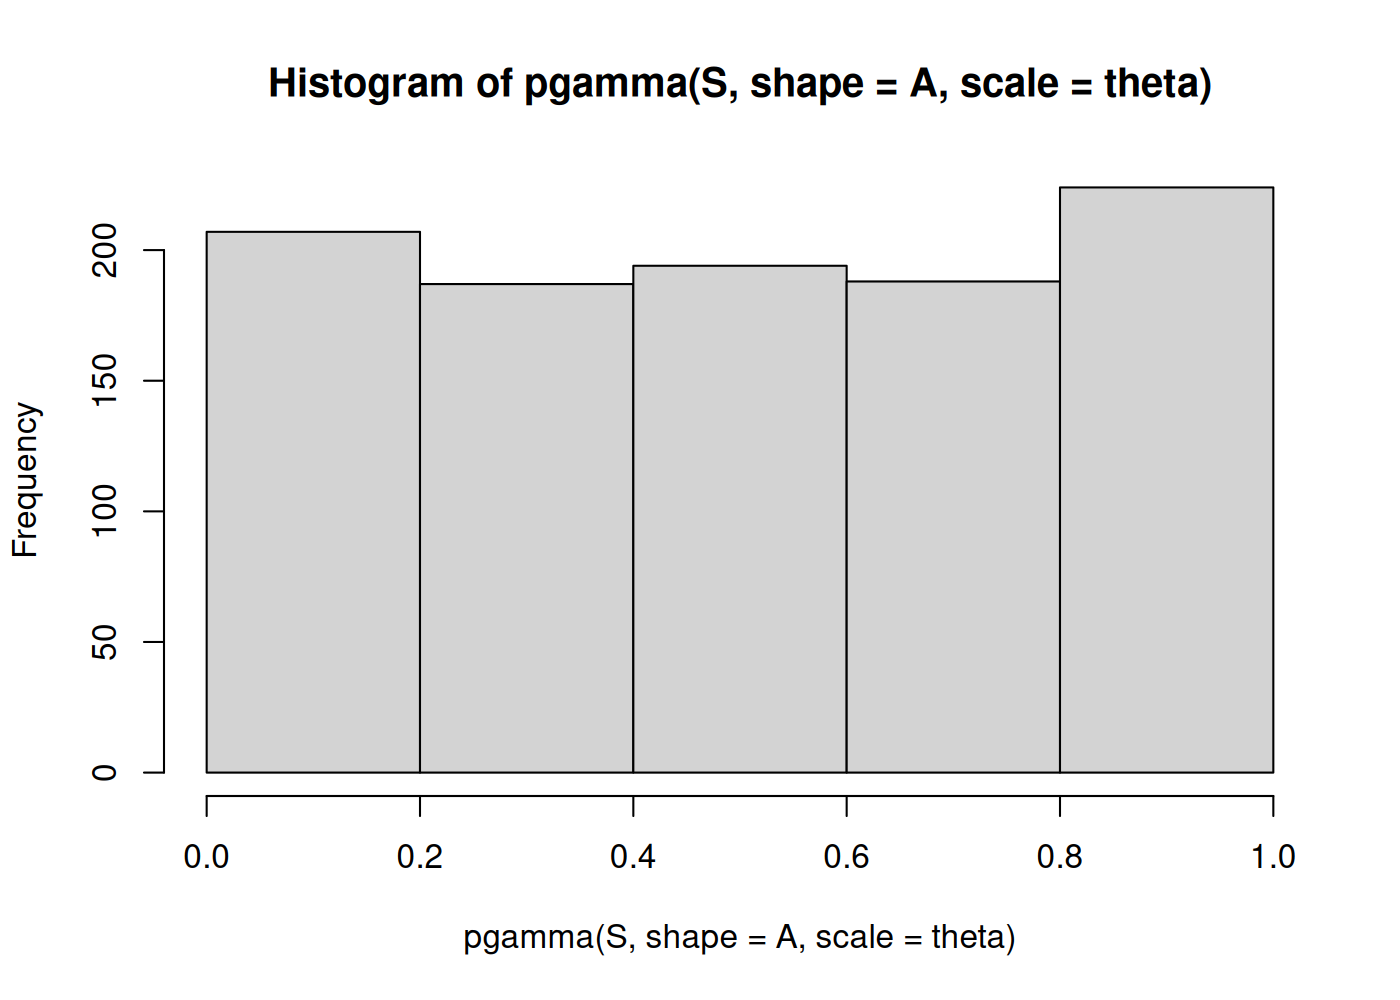 Histogram of pgamma(S, shape = A, scale = theta)
Frequency
200
150
100
50
0
0.0 0.2 0.4 0.6 0.8 1.0
pgamma(S, shape = A, scale = theta)